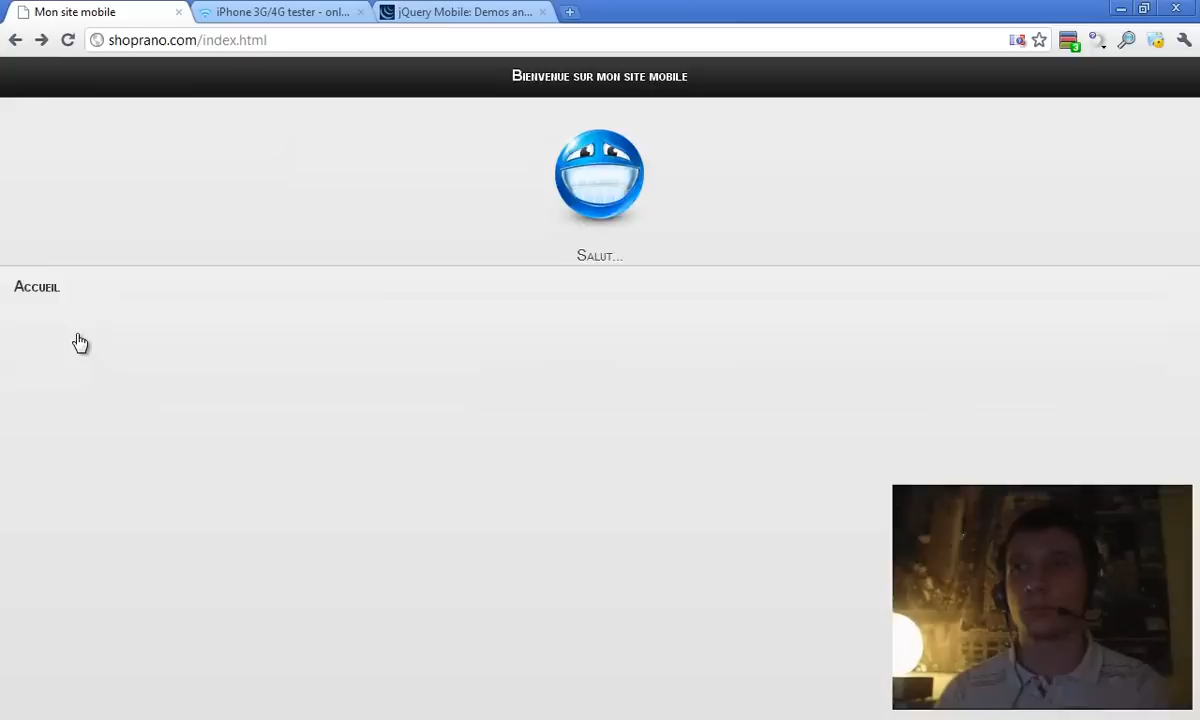 Mon site mobile
iPhone 3G/4G tester - onl...
jQuery Mobile: Demos an...
shoprano.com/index.html
3
Bienvenue sur mon site mobile
Salut...
Accueil